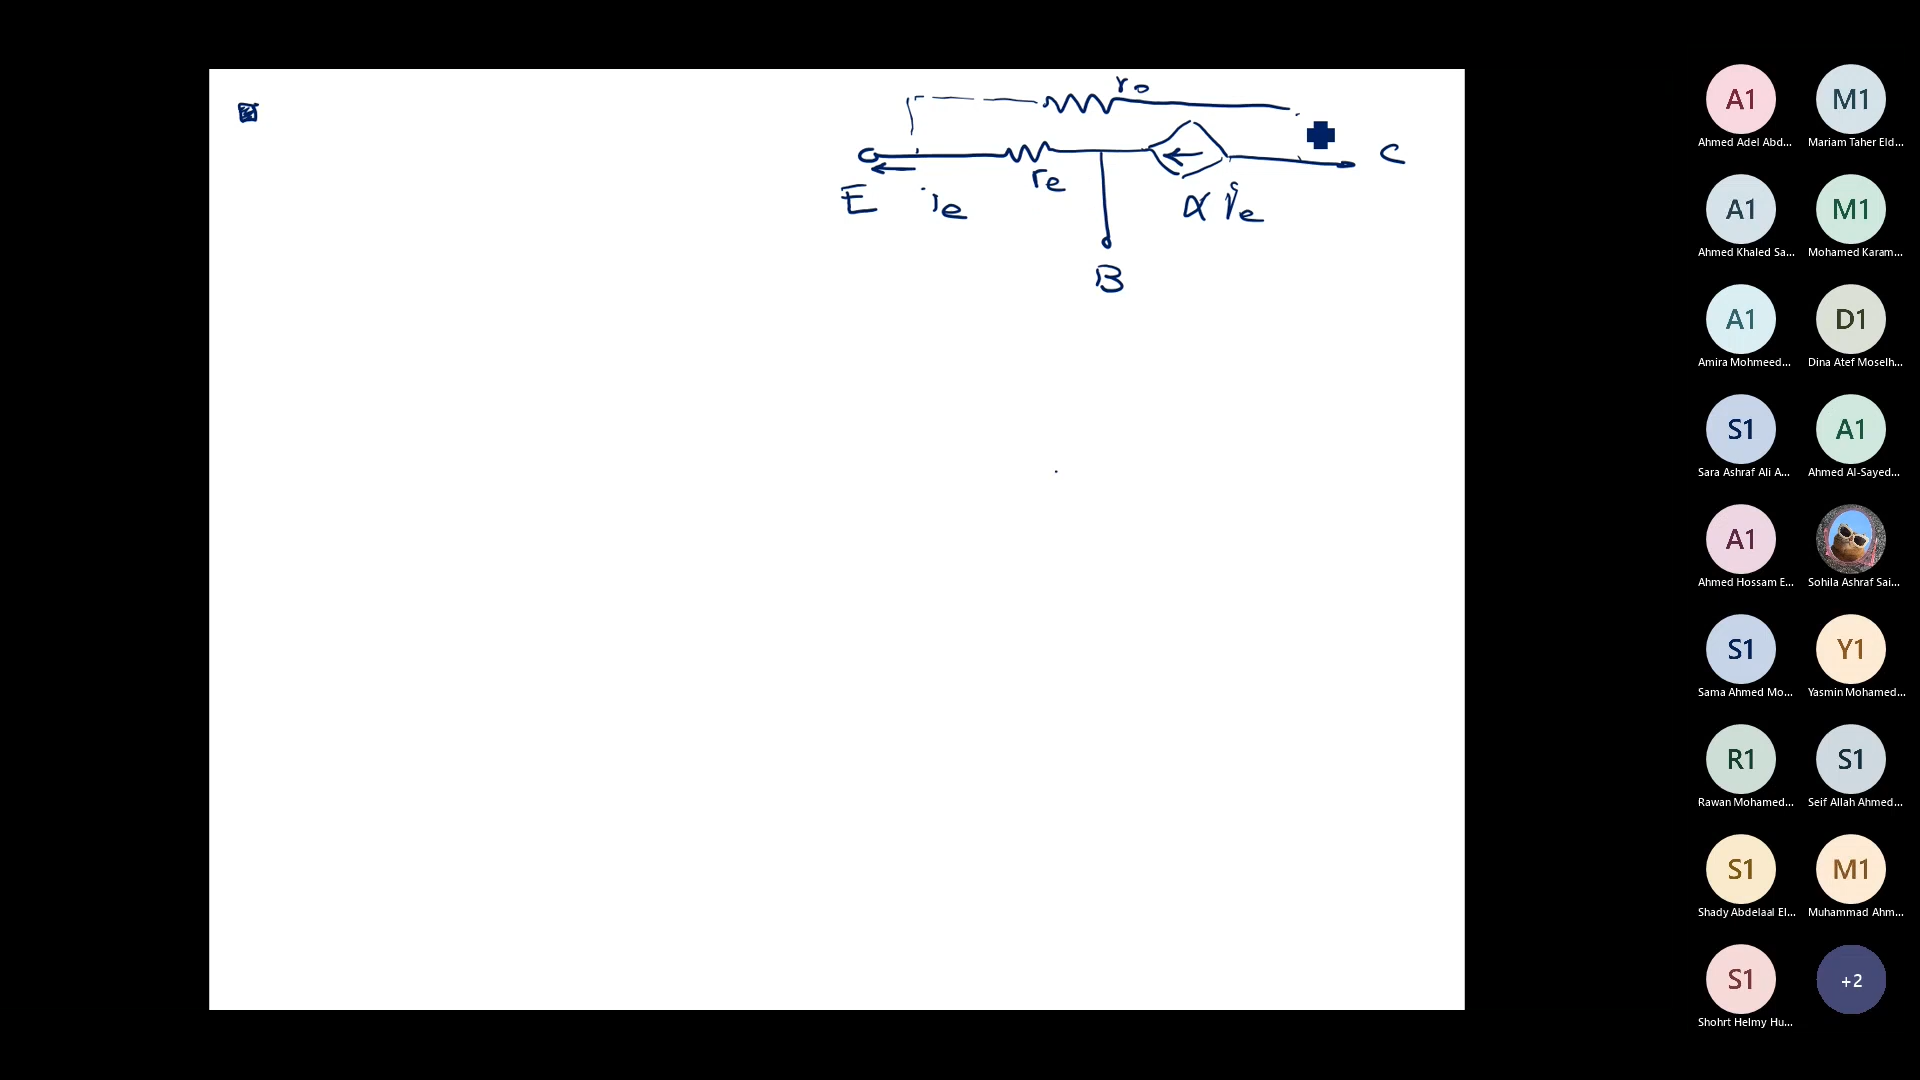 r₀
C
re
E
ie
α ie
B
A1
M1
Ahmed Adel Abd...
Mariam Taher Eld...
A1
M1
Ahmed Khaled Sa...
Mohamed Karam...
A1
D1
Amira Mohmeed...
Dina Atef Moselh...
S1
A1
Sara Ashraf Ali A...
Ahmed Al-Sayed...
A1
Ahmed Hossam E...
Sohila Ashraf Sai...
S1
Y1
Sama Ahmed Mo...
Yasmin Mohamed...
R1
S1
Rawan Mohamed...
Seif Allah Ahmed...
S1
M1
Shady Abdelaal El...
Muhammad Ahm...
S1
+2
Shohrt Helmy Hu...